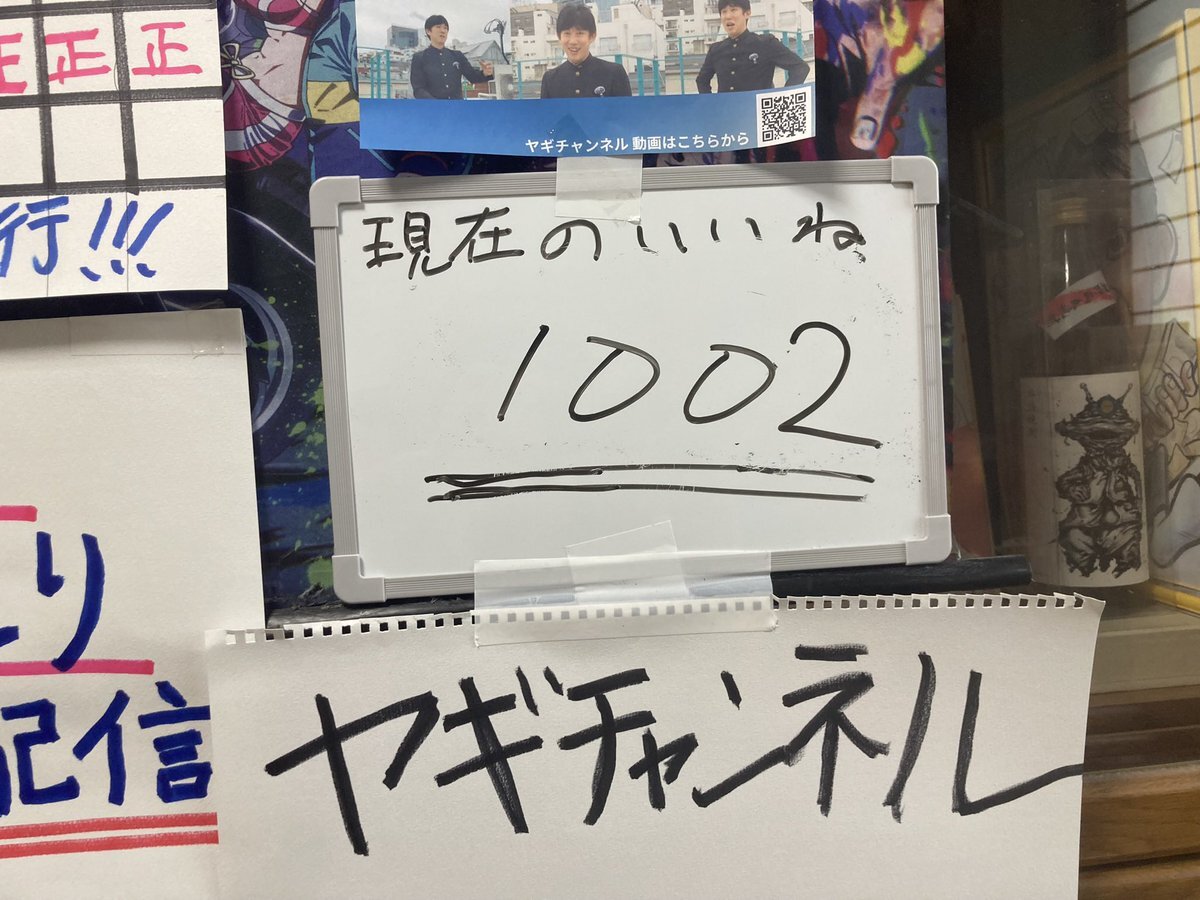 正 正
行!!!
ヤギチャンネル 動画はこちらから
現在のいいね
1002
り
配信
ヤギチャンネル